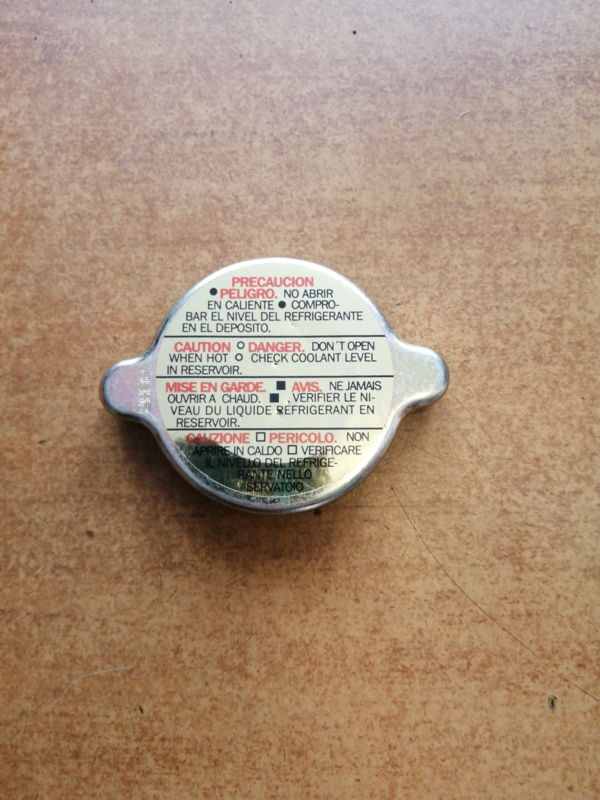 PRECAUCION
● PELIGRO. NO ABRIR
EN CALIENTE ● COMPRO-
BAR EL NIVEL DEL REFRIGERANTE
EN EL DEPOSITO.
CAUTION ○ DANGER. DON´T OPEN
WHEN HOT ○ CHECK COOLANT LEVEL
IN RESERVOIR.
MISE EN GARDE. ■ AVIS. NE JAMAIS
OUVRIR A CHAUD. ■ VERIFIER LE NI-
VEAU DU LIQUIDE REFRIGERANT EN
RESERVOIR.
CAUZIONE □ PERICOLO. NON
APRIRE IN CALDO □ VERIFICARE
IL NIVELLO DEL REFRIGE-
RANTE NELLO
SERVATOIO